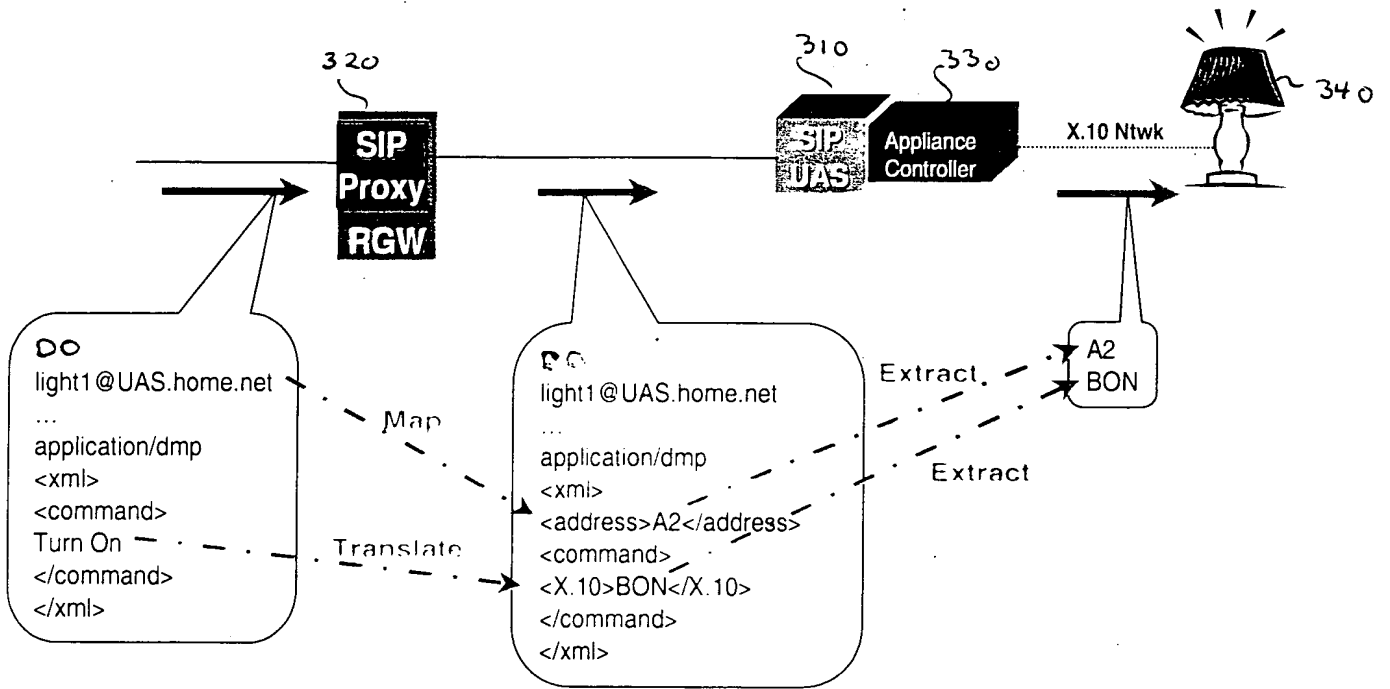 320
310
330
340
SIP
Proxy
RGW
SIP
UAS
Appliance
Controller
X.10 Ntwk
DO
light1@UAS.home.net
...
application/dmp
<xml>
<command>
Turn On
</command>
</xml>
Map
Translate
DO
light1@UAS.home.net
...
application/dmp
<xml>
<address>A2</address>
<command>
<X.10>BON</X.10>
</command>
</xml>
Extract
Extract
A2
BON